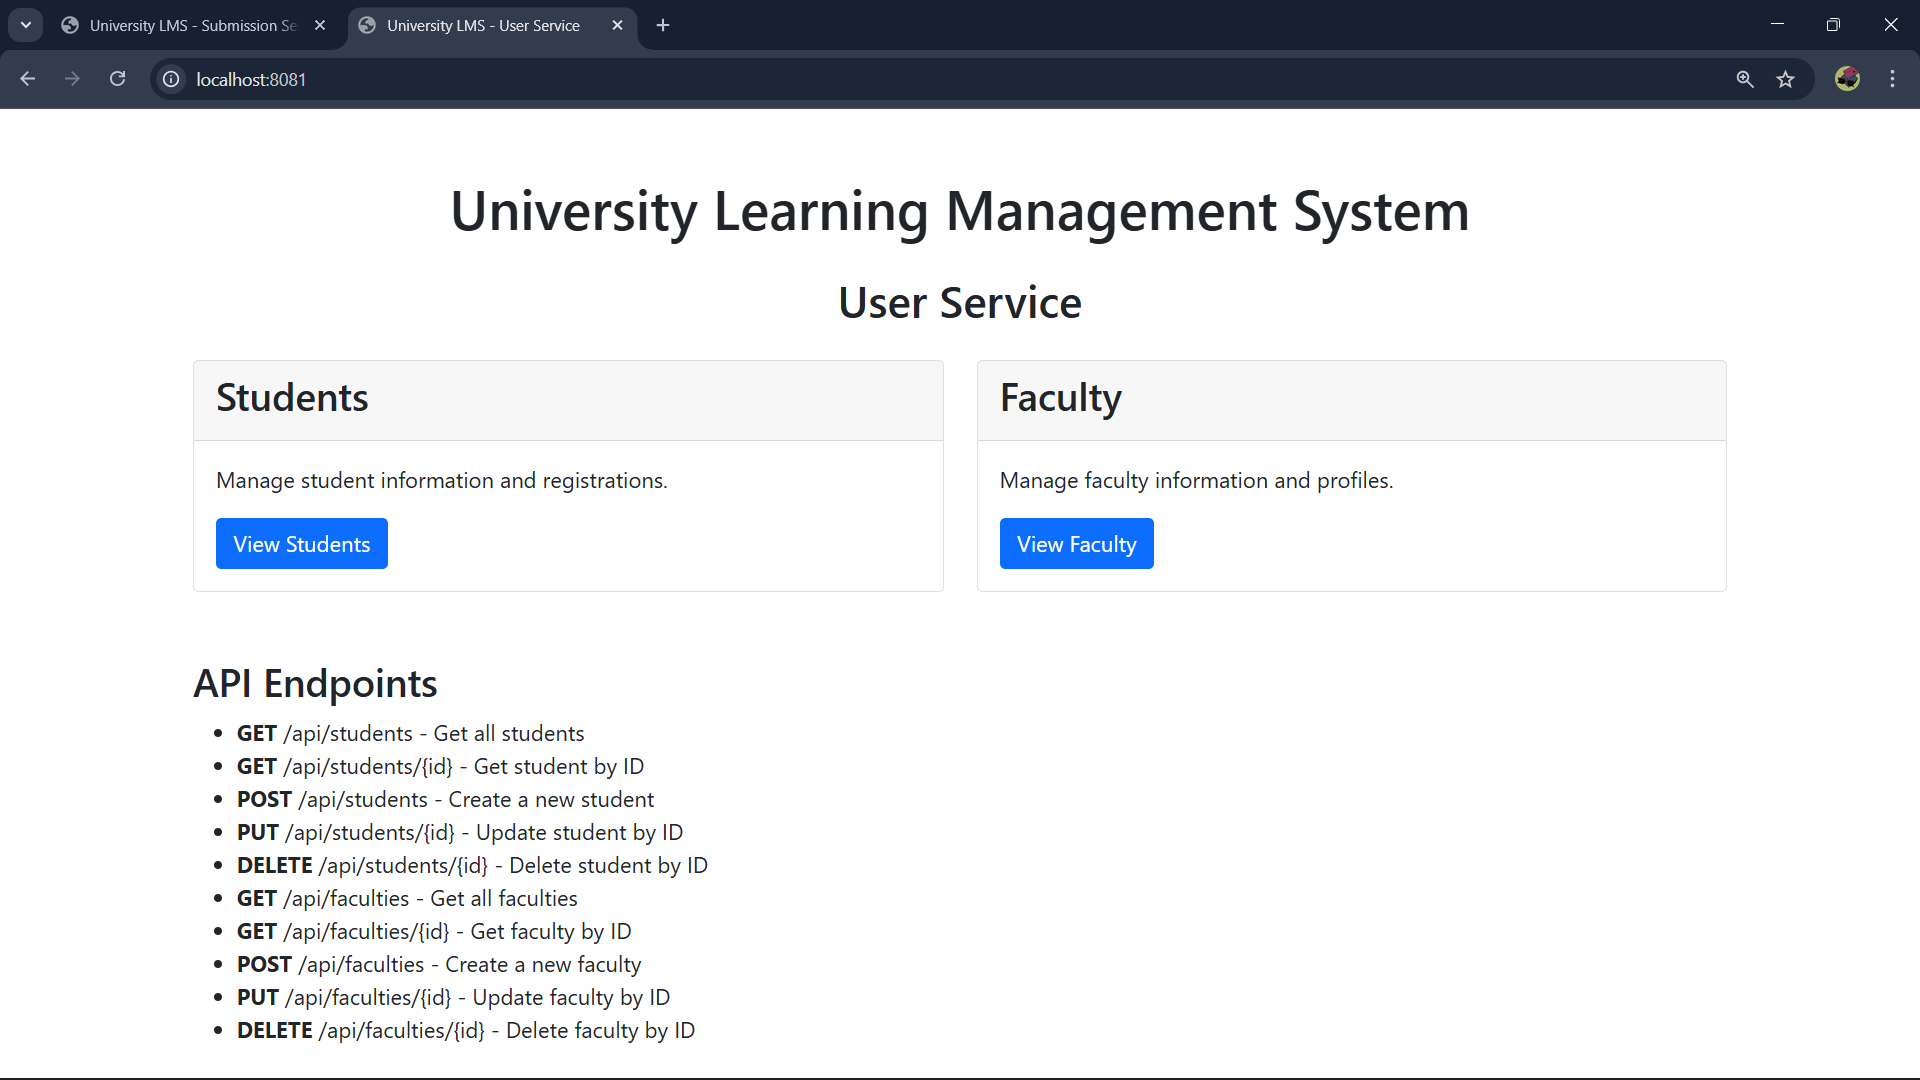 University LMS - Submission Se
University LMS - User Service
localhost:8081
University Learning Management System
User Service
Students
Manage student information and registrations.
View Students
Faculty
Manage faculty information and profiles.
View Faculty
API Endpoints
GET /api/students - Get all students
GET /api/students/{id} - Get student by ID
POST /api/students - Create a new student
PUT /api/students/{id} - Update student by ID
DELETE /api/students/{id} - Delete student by ID
GET /api/faculties - Get all faculties
GET /api/faculties/{id} - Get faculty by ID
POST /api/faculties - Create a new faculty
PUT /api/faculties/{id} - Update faculty by ID
DELETE /api/faculties/{id} - Delete faculty by ID